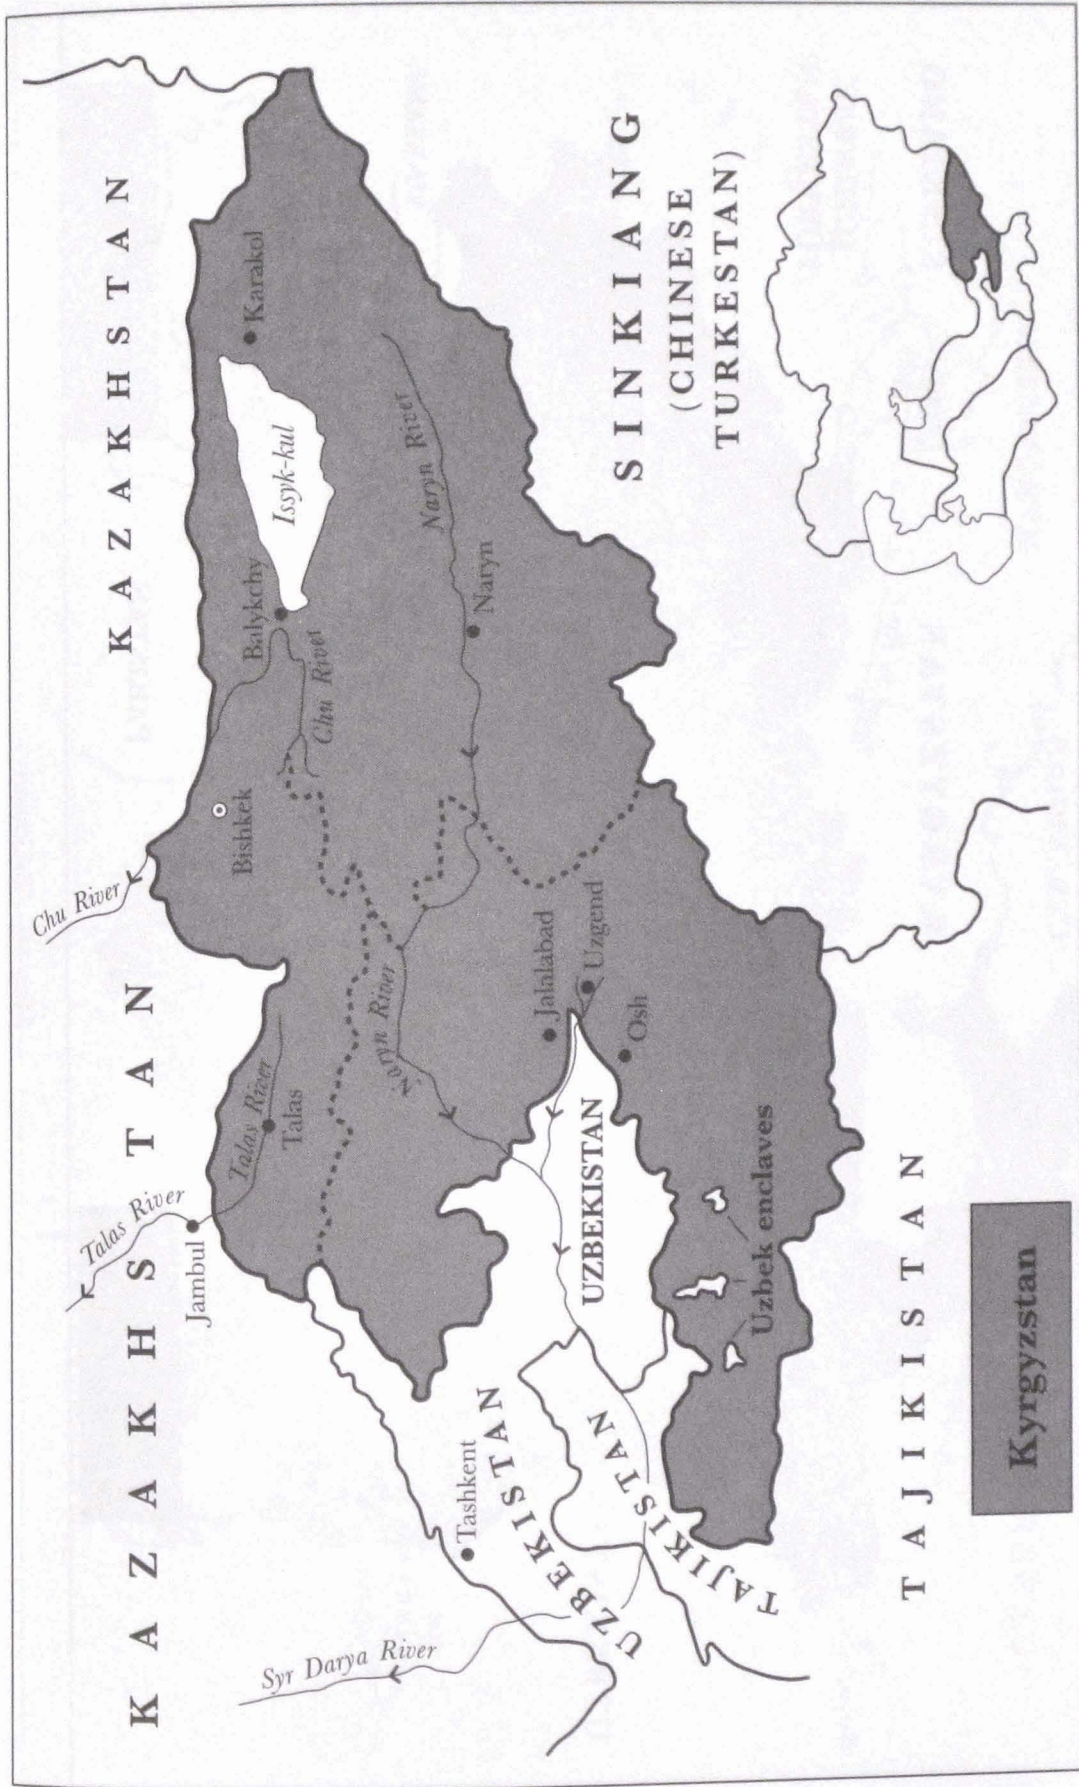 KAZAKHSTAN
KAZAKHSTAN
Chu River
Talas River
Jambul
Talas River
Talas
Bishkek
Balykchy
Chu River
Issyk-kul
Karakol
Naryn River
Naryn
Naryn River
Jalalabad
Uzgend
Osh
UZBEKISTAN
Uzbek enclaves
Syr Darya River
Tashkent
UZBEKISTAN
TAJIKISTAN
TAJIKISTAN
SINKIANG
(CHINESE
TURKESTAN)
Kyrgyzstan